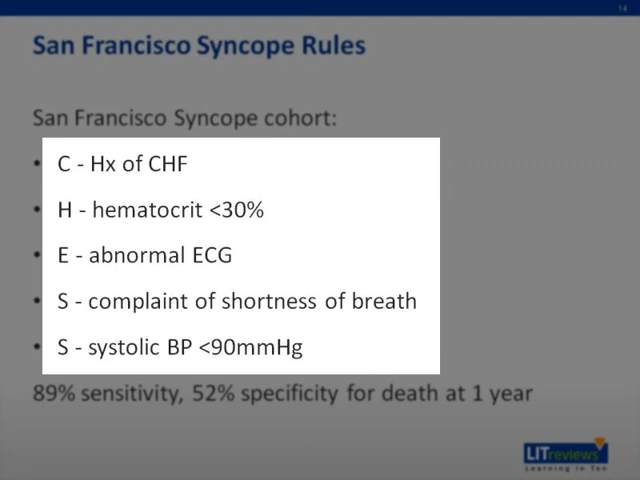 14
San Francisco Syncope Rules
San Francisco Syncope cohort:
• C - Hx of CHF
• H - hematocrit <30%
• E - abnormal ECG
• S - complaint of shortness of breath
• S - systolic BP <90mmHg
89% sensitivity, 52% specificity for death at 1 year
LITreviews
Learning In Ten